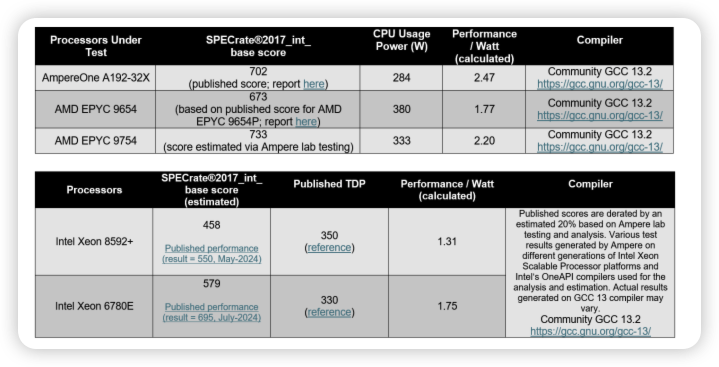 Processors Under Test
SPECrate®2017_int_base score
CPU Usage Power (W)
Performance / Watt (calculated)
Compiler
AmpereOne A192-32X
702
(published score; report here)
284
2.47
Community GCC 13.2
https://gcc.gnu.org/gcc-13/
AMD EPYC 9654
673
(based on published score for AMD
EPYC 9654P; report here)
380
1.77
Community GCC 13.2
https://gcc.gnu.org/gcc-13/
AMD EPYC 9754
733
(score estimated via Ampere lab testing)
333
2.20
Community GCC 13.2
https://gcc.gnu.org/gcc-13/
Processors
SPECrate®2017_int_
base score
(estimated)
Published TDP
Performance / Watt
(calculated)
Compiler
Intel Xeon 8592+
458
Published performance
(result = 550, May-2024)
350
(reference)
1.31
Intel Xeon 6780E
579
Published performance
(result = 695, July-2024)
330
(reference)
1.75
Published scores are derated by an
estimated 20% based on Ampere lab
testing and analysis. Various test
results generated by Ampere on
different generations of Intel Xeon
Scalable Processor platforms and
Intel's OneAPI compilers used for the
analysis and estimation. Actual results
generated on GCC 13 compiler may
vary.
Community GCC 13.2
https://gcc.gnu.org/gcc-13/